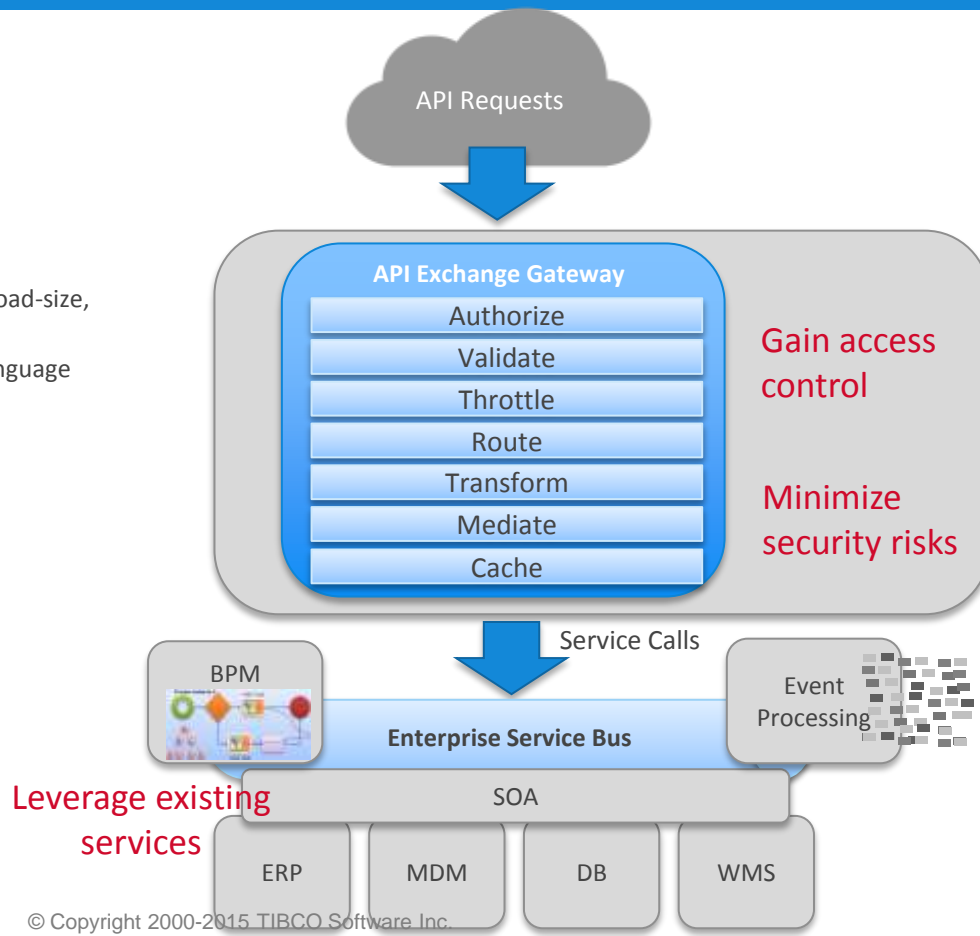 API Requests
API Exchange Gateway
oad-size,
Authorize
nguage
Validate
Throttle
Route
Transform
Mediate
Cache
Gain access
control
Minimize
security risks
Service Calls
BPM
Event
Processing
Enterprise Service Bus
Leverage existing
services
SOA
ERP
MDM
DB
WMS
© Copyright 2000-2015 TIBCO Software Inc.